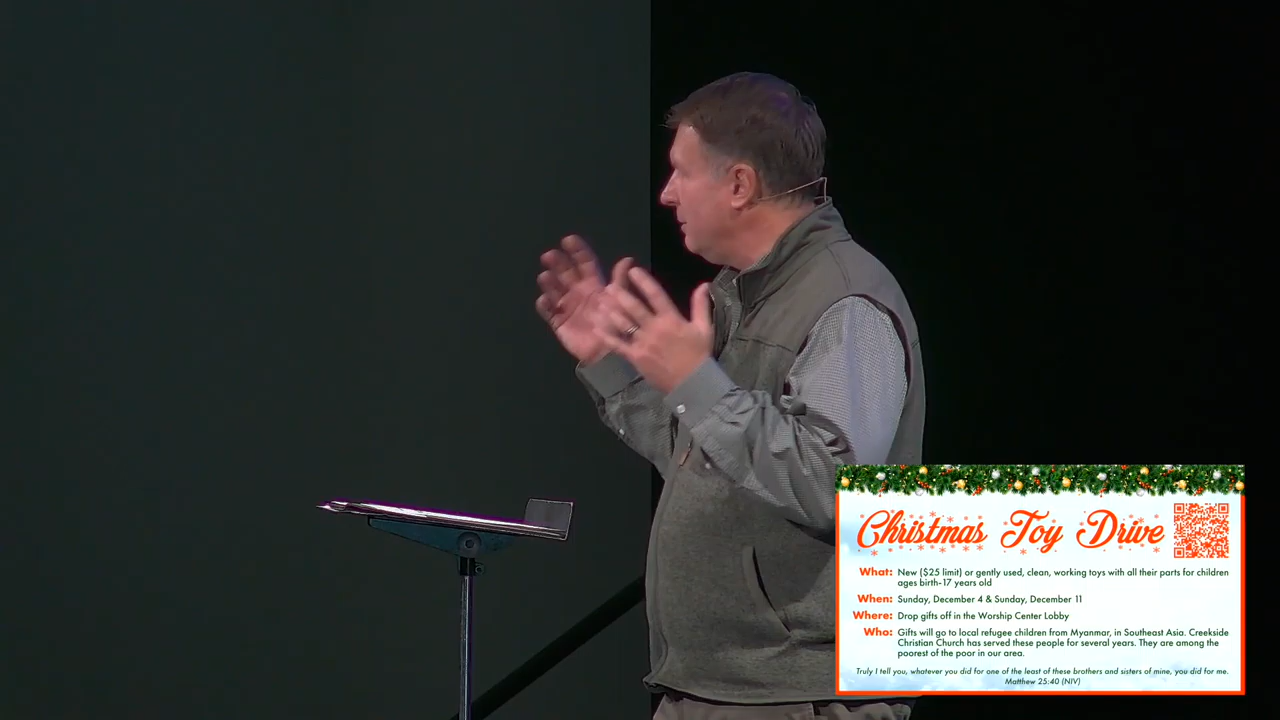 Christmas Toy Drive
What: New ($25 limit) or gently used, clean, working toys with all their parts for children
ages birth-17 years old
When: Sunday, December 4 & Sunday, December 11
Where: Drop gifts off in the Worship Center Lobby
Who: Gifts will go to local refugee children from Myanmar, in Southeast Asia. Creekside
Christian Church has served these people for several years. They are among the
poorest of the poor in our area.
Truly I tell you, whatever you did for one of the least of these brothers and sisters of mine, you did for me.
Matthew 25:40 (NIV)